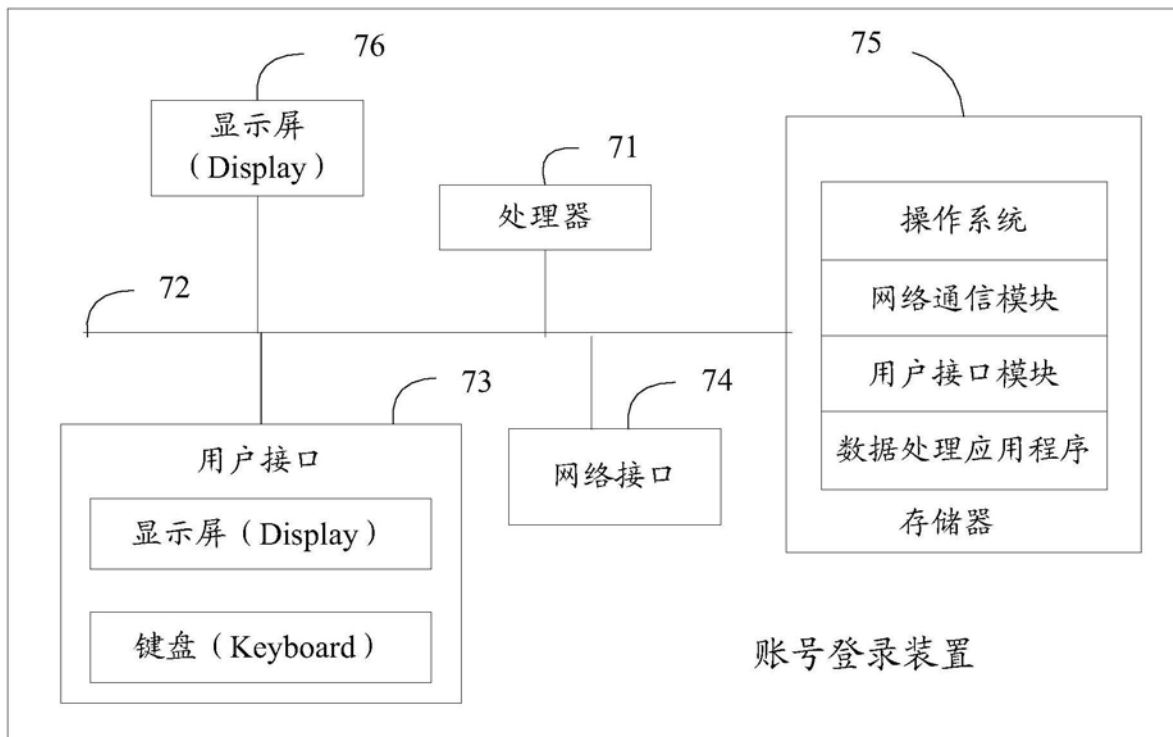 76
75
显示屏
（Display）
71
处理器
操作系统
72
网络通信模块
用户接口模块
73
74
用户接口
网络接口
数据处理应用程序
显示屏（Display）
存储器
键盘（Keyboard）
账号登录装置